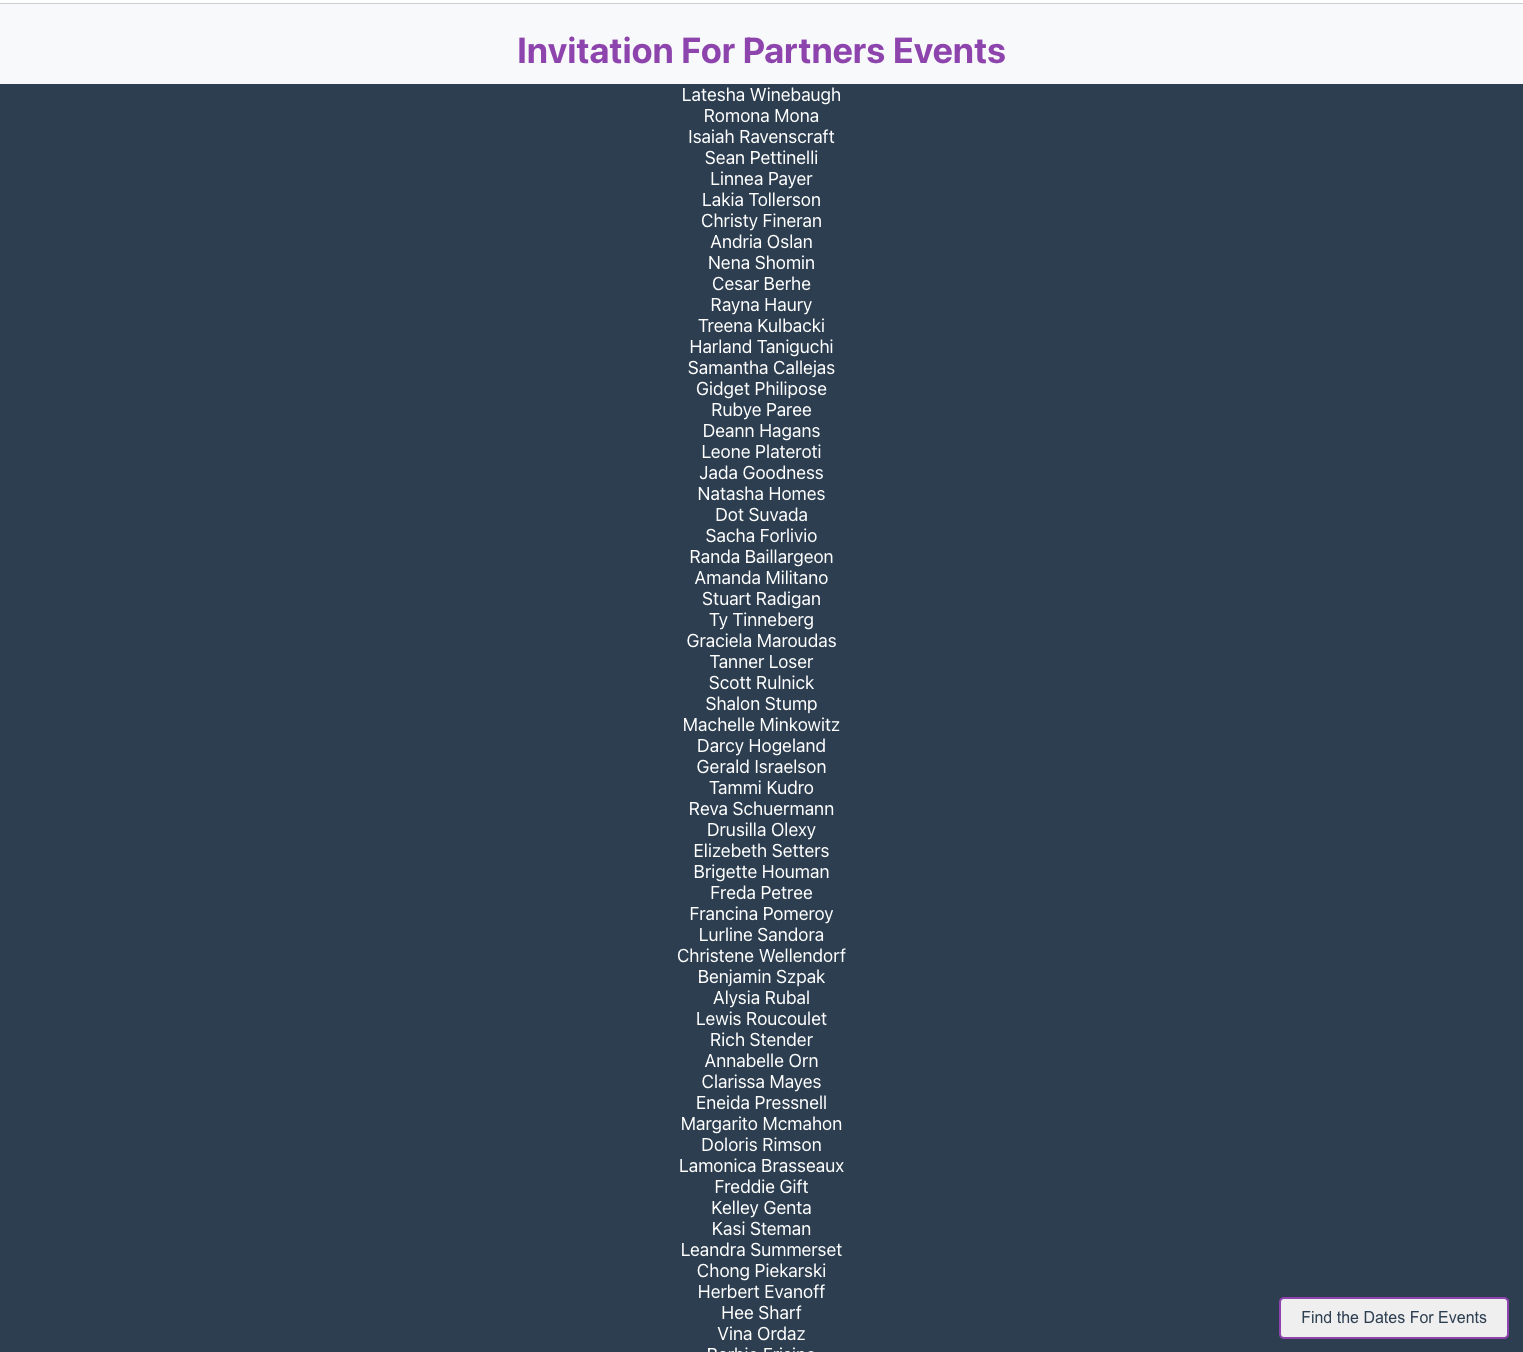 Invitation For Partners Events
Latesha Winebaugh
Romona Mona
Isaiah Ravenscraft
Sean Pettinelli
Linnea Payer
Lakia Tollerson
Christy Fineran
Andria Oslan
Nena Shomin
Cesar Berhe
Rayna Haury
Treena Kulbacki
Harland Taniguchi
Samantha Callejas
Gidget Philipose
Rubye Paree
Deann Hagans
Leone Plateroti
Jada Goodness
Natasha Homes
Dot Suvada
Sacha Forlivio
Randa Baillargeon
Amanda Militano
Stuart Radigan
Ty Tinneberg
Graciela Maroudas
Tanner Loser
Scott Rulnick
Shalon Stump
Machelle Minkowitz
Darcy Hogeland
Gerald Israelson
Tammi Kudro
Reva Schuermann
Drusilla Olexy
Elizebeth Setters
Brigette Houman
Freda Petree
Francina Pomeroy
Lurline Sandora
Christene Wellendorf
Benjamin Szpak
Alysia Rubal
Lewis Roucoulet
Rich Stender
Annabelle Orn
Clarissa Mayes
Eneida Pressnell
Margarito Mcmahon
Doloris Rimson
Lamonica Brasseaux
Freddie Gift
Kelley Genta
Kasi Steman
Leandra Summerset
Chong Piekarski
Herbert Evanoff
Hee Sharf
Vina Ordaz
Find the Dates For Events